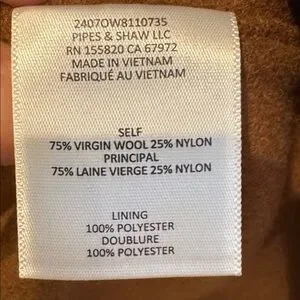 2407OW8110735
PIPES & SHAW LLC
RN 155820 CA 67972
MADE IN VIETNAM
FABRIQUÉ AU VIETNAM
SELF
75% VIRGIN WOOL 25% NYLON
PRINCIPAL
75% LAINE VIERGE 25% NYLON
LINING
100% POLYESTER
DOUBLURE
100% POLYESTER